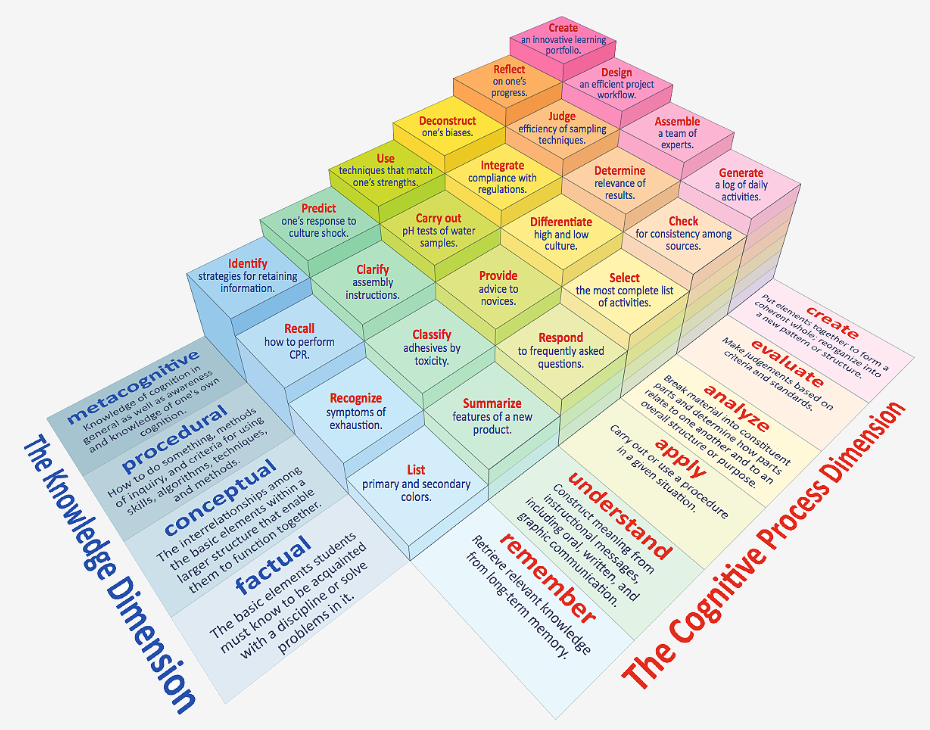 Create
an innovative learning
portfolio.
Reflect
on one's
progress.
Design
an efficient project
workflow.
Deconstruct
one's biases.
Judge
efficiency of sampling
techniques.
Assemble
a team of
experts.
Use
techniques that match
one's strengths.
Integrate
compliance with
regulations.
Determine
relevance of
results.
Generate
a log of daily
activities.
Predict
one's response to
culture shock.
Carry out
pH tests of water
samples.
Differentiate
high and low
culture.
Check
for consistency among
sources.
Identify
strategies for retaining
information.
Clarify
assembly
instructions.
Provide
advice to
novices.
Select
the most complete list
of activities.
Recall
how to perform
CPR.
Classify
adhesives by
toxicity.
Respond
to frequently asked
questions.
Recognize
symptoms of
exhaustion.
Summarize
features of a new
product.
List
primary and secondary
colors.
metacognitive
Knowledge of cognition in
general as well as awareness
and knowledge of one's own
cognition.
procedural
How to do something, methods
of inquiry, and criteria for using
skills, algorithms, techniques,
and methods.
conceptual
The interrelationships among
the basic elements within a
larger structure that enable
them to function together.
factual
The basic elements students
must know to be acquainted
with a discipline or solve
problems in it.
The Knowledge Dimension
create
Put elements together to form a
coherent whole; reorganize into
a new pattern or structure.
evaluate
Make judgements based on
criteria and standards.
analyze
Break material into constituent
parts and determine how parts
relate to one another and to an
overall structure or purpose.
apply
Carry out or use a procedure
in a given situation.
understand
Construct meaning from
instructional messages,
including oral, written, and
graphic communication.
remember
Retrieve relevant knowledge
from long-term memory.
The Cognitive Process Dimension